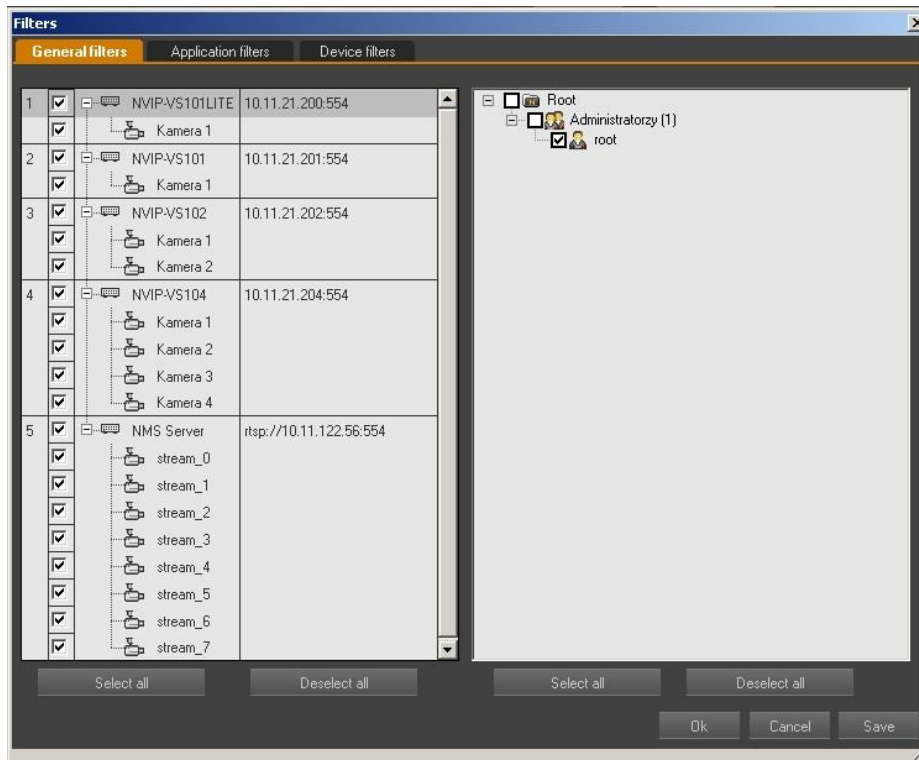 Filters
General filters Application filters Device filters
1 NVIP-VS101LITE 10.11.21.200:554
Kamera 1
2 NVIP-VS101 10.11.21.201:554
Kamera 1
3 NVIP-VS102 10.11.21.202:554
Kamera 1
Kamera 2
4 NVIP-VS104 10.11.21.204:554
Kamera 1
Kamera 2
Kamera 3
Kamera 4
5 NMS Server rtsp://10.11.122.56:554
stream_0
stream_1
stream_2
stream_3
stream_4
stream_5
stream_6
stream_7
Select all Deselect all
Root
Administratorzy (1)
root
Select all Deselect all
Ok Cancel Save